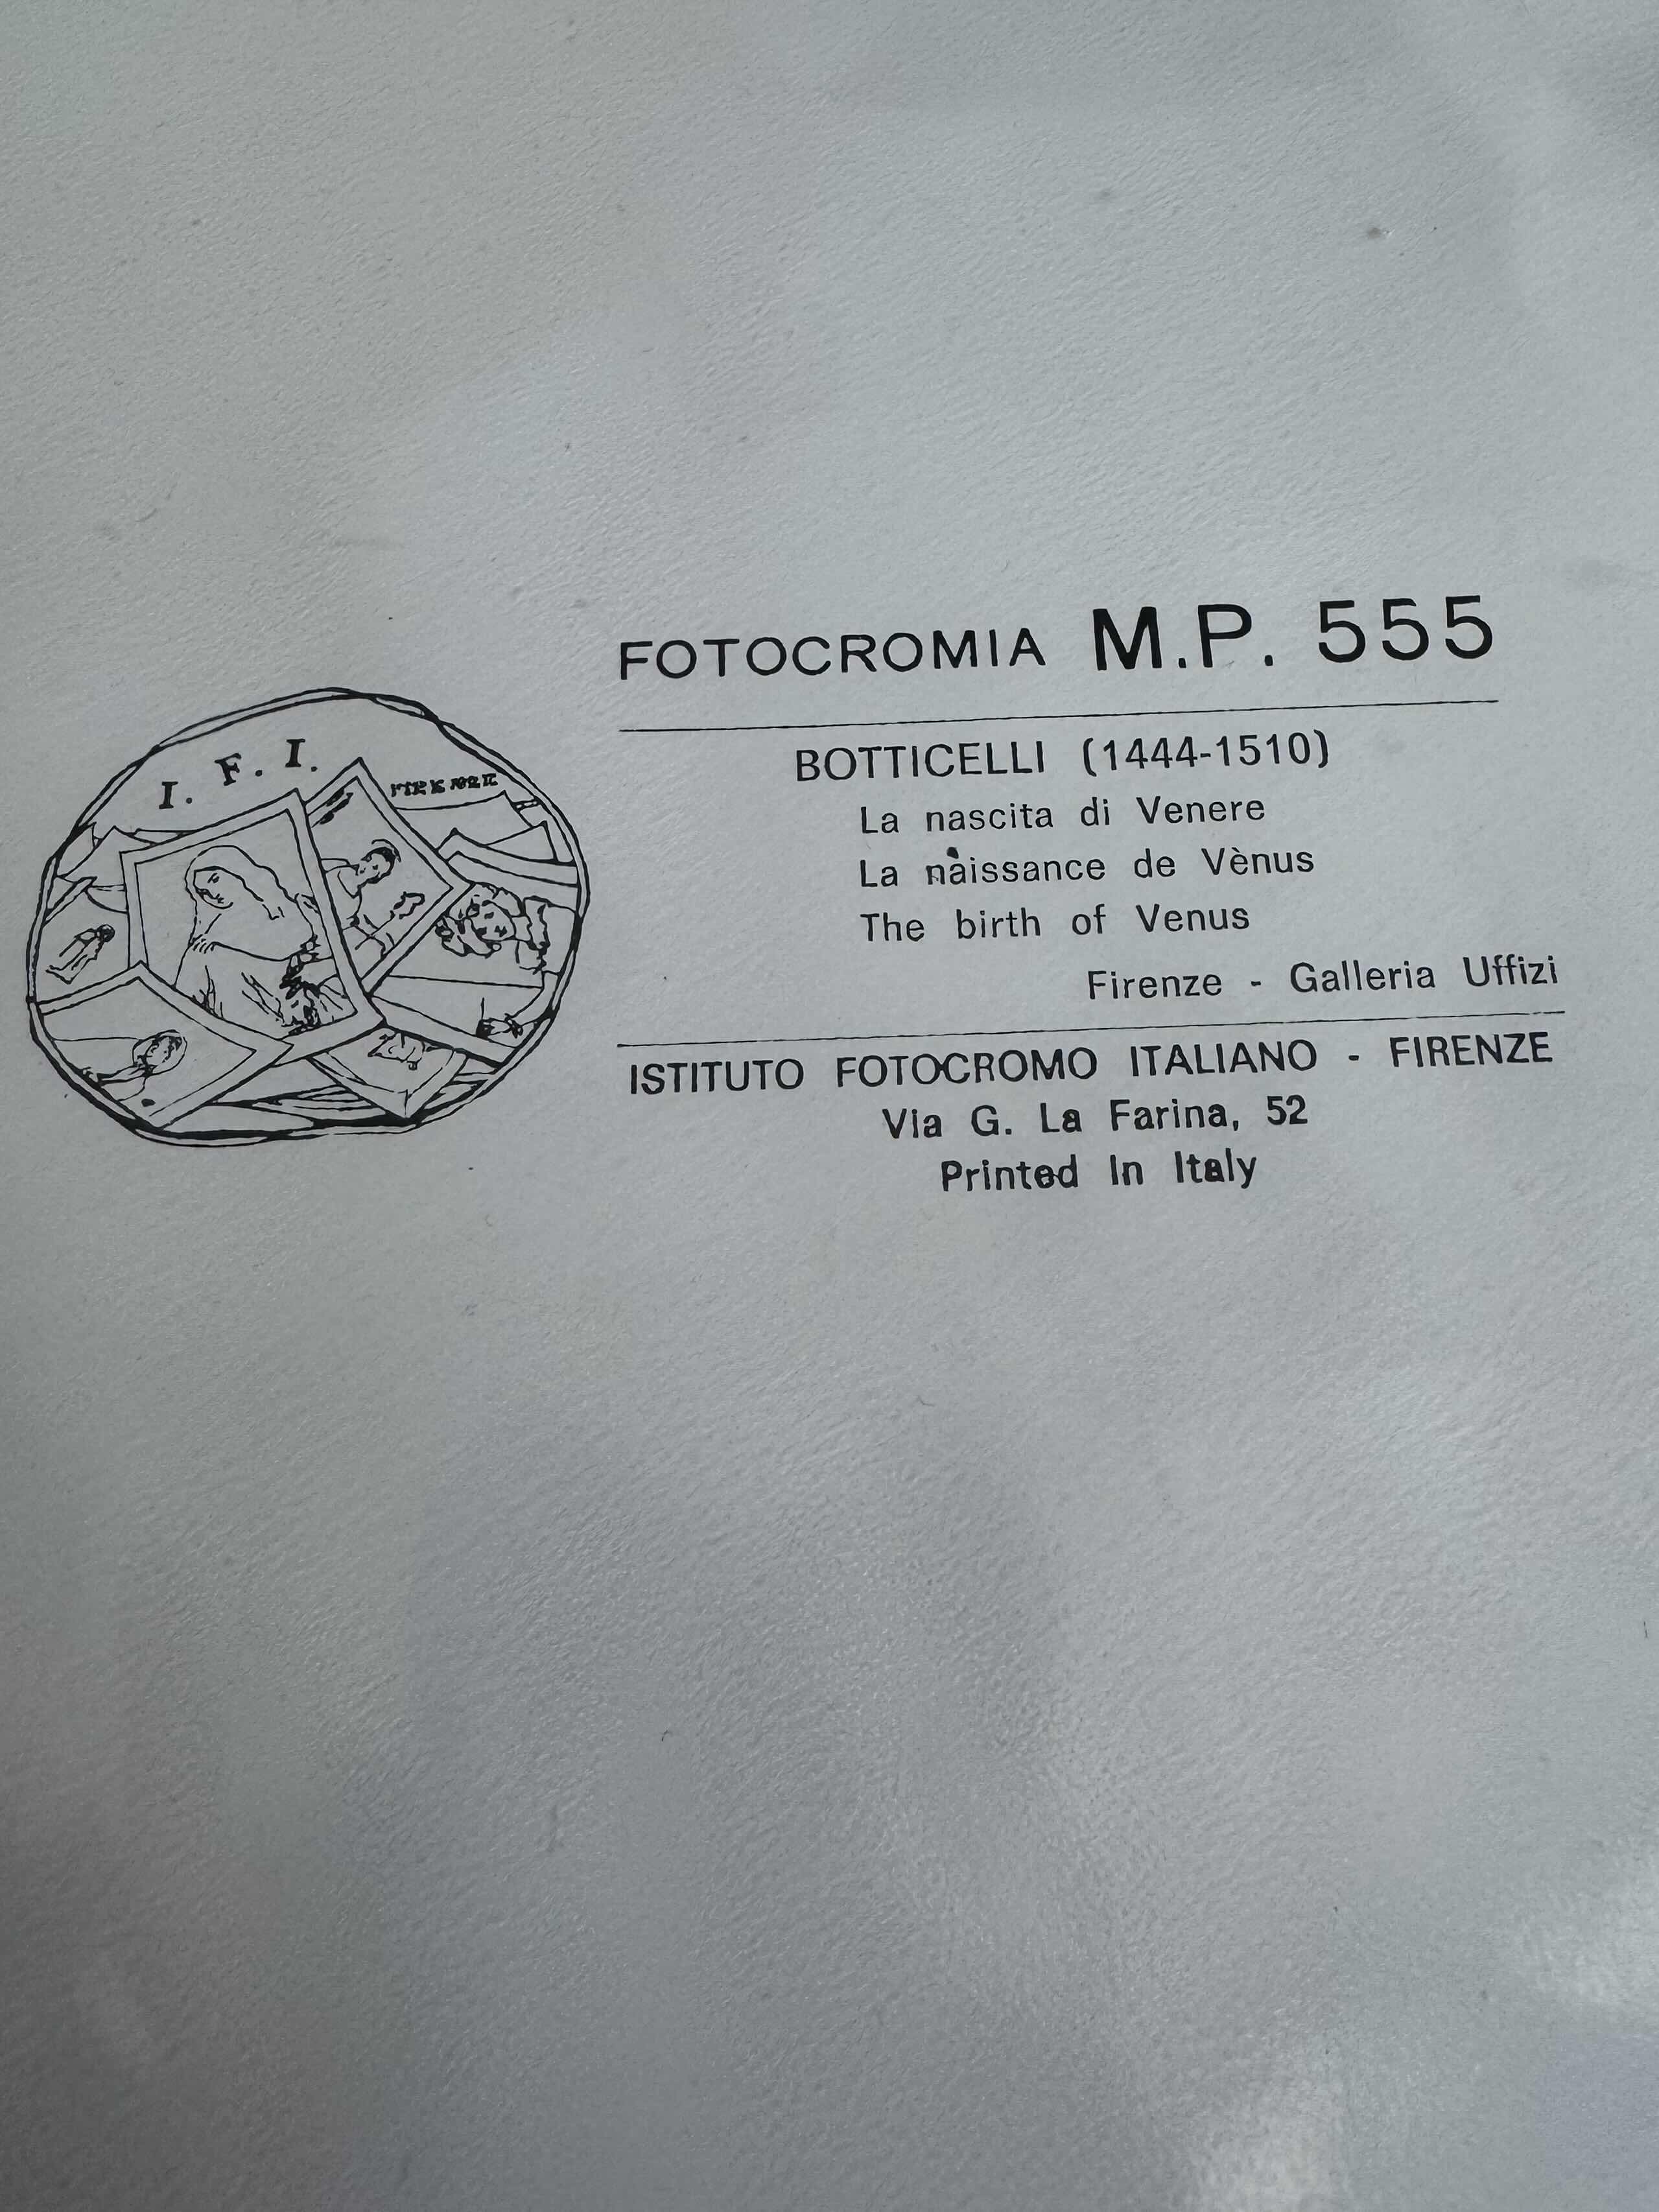 I. F. I.
FOTOCROMIA M.P. 555
BOTTICELLI (1444-1510)
La nascita di Venere
La naissance de Vènus
The birth of Venus
Firenze - Galleria Uffizi
ISTITUTO FOTOCROMO ITALIANO - FIRENZE
Via G. La Farina, 52
Printed In Italy